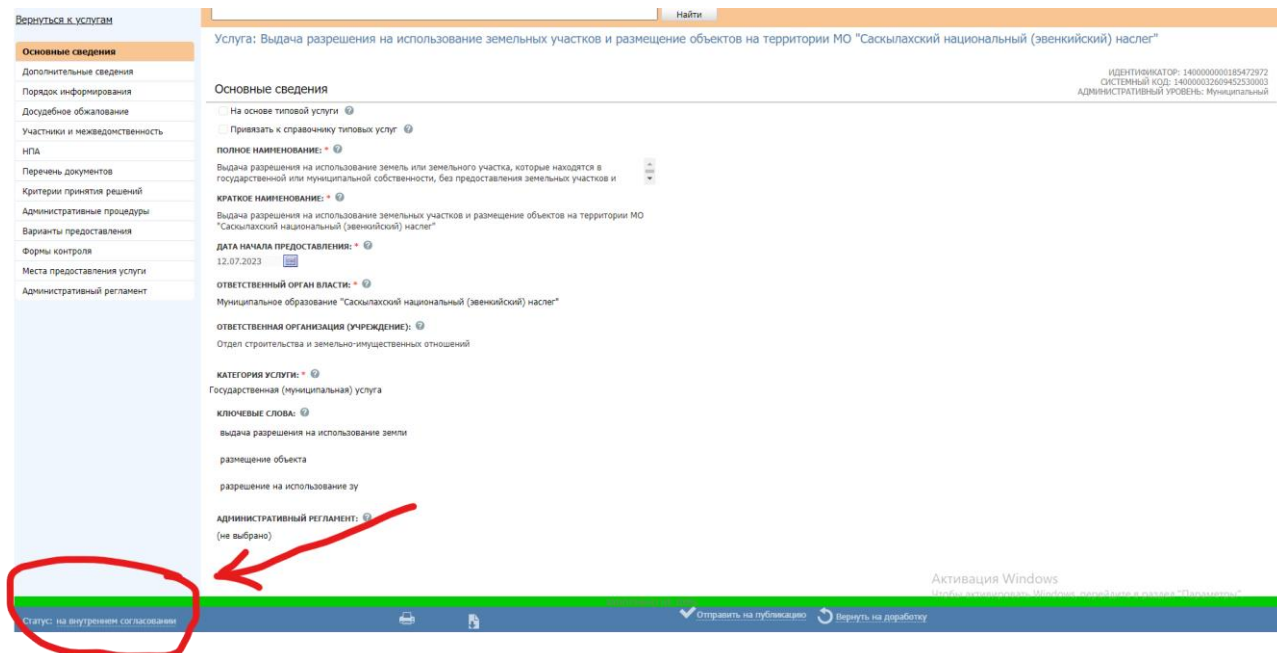 Вернуться к услугам
Найти
Услуга: Выдача разрешения на использование земельных участков и размещение объектов на территории МО "Саскылахский национальный (эвенкийский) наслег"
Основные сведения
Дополнительные сведения
Порядок информирования
Досудебное обжалование
Участники и межведомственность
НПА
Перечень документов
Критерии принятия решений
Административные процедуры
Варианты предоставления
Формы контроля
Места предоставления услуги
Административный регламент
ИДЕНТИФИКАТОР: 1400000000185472972
СИСТЕМНЫЙ КОД: 14000032609452530003
АДМИНИСТРАТИВНЫЙ УРОВЕНЬ: Муниципальный
Основные сведения
На основе типовой услуги
Привязать к справочнику типовых услуг
ПОЛНОЕ НАИМЕНОВАНИЕ: *
Выдача разрешения на использование земель или земельного участка, которые находятся в
государственной или муниципальной собственности, без предоставления земельных участков и
КРАТКОЕ НАИМЕНОВАНИЕ: *
Выдача разрешения на использование земельных участков и размещение объектов на территории МО
"Саскылахский национальный (эвенкийский) наслег"
ДАТА НАЧАЛА ПРЕДОСТАВЛЕНИЯ: *
12.07.2023
ОТВЕТСТВЕННЫЙ ОРГАН ВЛАСТИ: *
Муниципальное образование "Саскылахский национальный (эвенкийский) наслег"
ОТВЕТСТВЕННАЯ ОРГАНИЗАЦИЯ (УЧРЕЖДЕНИЕ):
Отдел строительства и земельно-имущественных отношений
КАТЕГОРИЯ УСЛУГИ: *
Государственная (муниципальная) услуга
КЛЮЧЕВЫЕ СЛОВА:
выдача разрешения на использование земли
размещение объекта
разрешение на использование зу
АДМИНИСТРАТИВНЫЙ РЕГЛАМЕНТ:
(не выбрано)
Активация Windows
Чтобы активировать Windows, перейдите в раздел "Параметры".
Статус: на внутреннем согласовании
Отправить на публикацию
Вернуть на доработку